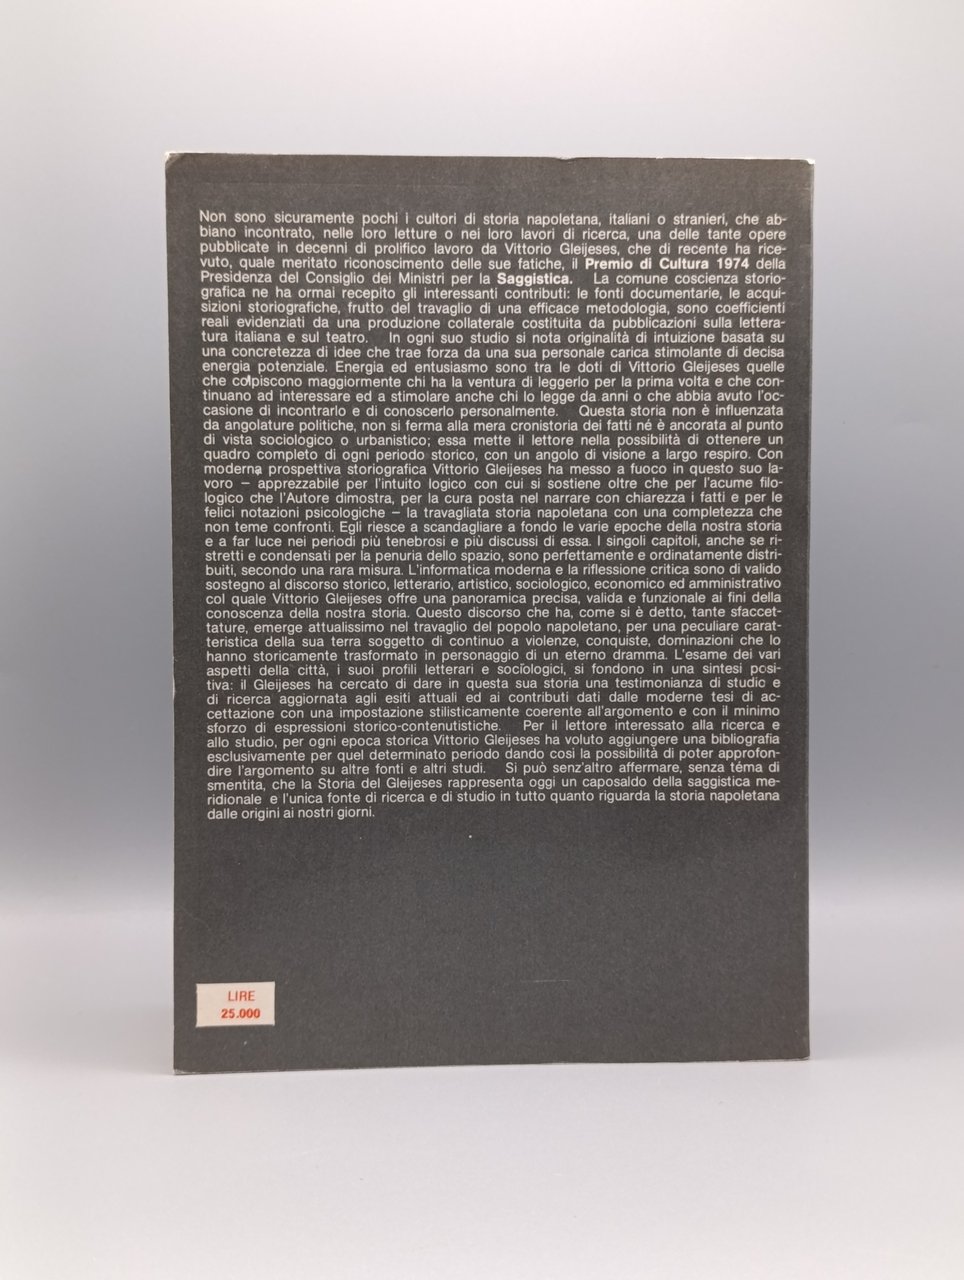 Non sono sicuramente pochi i cultori di storia napoletana, italiani o stranieri, che ab-
biano incontrato, nelle loro letture o nei loro lavori di ricerca, una delle tante opere
pubblicate in decenni di prolifico lavoro da Vittorio Gleijeses, che di recente ha rice-
vuto, quale meritato riconoscimento delle sue fatiche, il Premio di Cultura 1974 della
Presidenza del Consiglio dei Ministri per la Saggistica. La comune coscienza storio-
grafica ne ha ormai recepito gli interessanti contributi: le fonti documentarie, le acqui-
sizioni storiografiche, frutto del travaglio di una efficace metodologia, sono coefficienti
reali evidenziati da una produzione collaterale costituita da pubblicazioni sulla lettera-
tura italiana e sul teatro. In ogni suo studio si nota originalità di intuizione basata su
una concretezza di idee che trae forza da una sua personale carica stimolante di decisa
energia potenziale. Energia ed entusiasmo sono tra le doti di Vittorio Gleijeses quelle
che colpiscono maggiormente chi ha la ventura di leggerlo per la prima volta e che con-
tinuano ad interessare ed a stimolare anche chi lo legge da anni o che abbia avuto l'oc-
casione di incontrarlo e di conoscerlo personalmente. Questa storia non è influenzata
da angolature politiche, non si ferma alla mera cronistoria dei fatti né è ancorata al punto
di vista sociologico o urbanistico; essa mette il lettore nella possibilità di ottenere un
quadro completo di ogni periodo storico, con un angolo di visione a largo respiro. Con
moderna prospettiva storiografica Vittorio Gleijeses ha messo a fuoco in questo suo la-
voro – apprezzabile per l'intuito logico con cui si sostiene oltre che per l'acume filo-
logico che l'Autore dimostra, per la cura posta nel narrare con chiarezza i fatti e per le
felici notazioni psicologiche – la travagliata storia napoletana con una completezza che
non teme confronti. Egli riesce a scandagliare a fondo le varie epoche della nostra storia
e a far luce nei periodi più tenebrosi e più discussi di essa. I singoli capitoli, anche se ri-
stretti e condensati per la penuria dello spazio, sono perfettamente e ordinatamente distri-
buiti, secondo una rara misura. L'informatica moderna e la riflessione critica sono di valido
sostegno al discorso storico, letterario, artistico, sociologico, economico ed amministrativo
col quale Vittorio Gleijeses offre una panoramica precisa, valida e funzionale ai fini della
conoscenza della nostra storia. Questo discorso che ha, come si è detto, tante sfaccet-
tature, emerge attualissimo nel travaglio del popolo napoletano, per una peculiare carat-
teristica della sua terra soggetto di continuo a violenze, conquiste, dominazioni che lo
hanno storicamente trasformato in personaggio di un eterno dramma. L'esame dei vari
aspetti della città, i suoi profili letterari e sociologici, si fondono in una sintesi posi-
tiva: il Gleijeses ha cercato di dare in questa sua storia una testimonianza di studio e
di ricerca aggiornata agli esiti attuali ed ai contributi dati dalle moderne tesi di ac-
cettazione con una impostazione stilisticamente coerente all'argomento e con il minimo
sforzo di espressioni storico-contenutistiche. Per il lettore interessato alla ricerca e
allo studio, per ogni epoca storica Vittorio Gleijeses ha voluto aggiungere una bibliografia
esclusivamente per quel determinato periodo dando così la possibilità di poter approfon-
dire l'argomento su altre fonti e altri studi. Si può senz'altro affermare, senza téma di
smentita, che la Storia del Gleijeses rappresenta oggi un caposaldo della saggistica me-
ridionale e l'unica fonte di ricerca e di studio in tutto quanto riguarda la storia napoletana
dalle origini ai nostri giorni.
LIRE
25.000